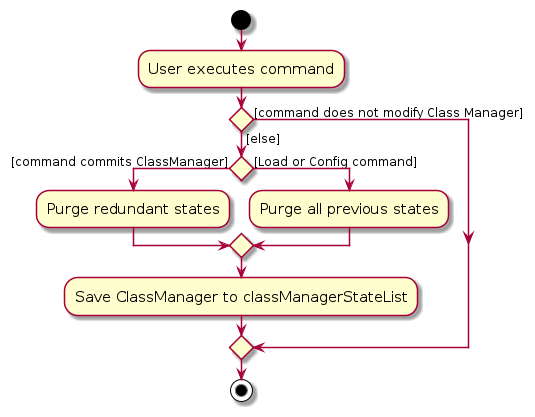 User executes command
[command does not modify Class Manager]
[else]
[command commits ClassManager]
[Load or Config command]
Purge redundant states
Purge all previous states
Save ClassManager to classManagerStateList